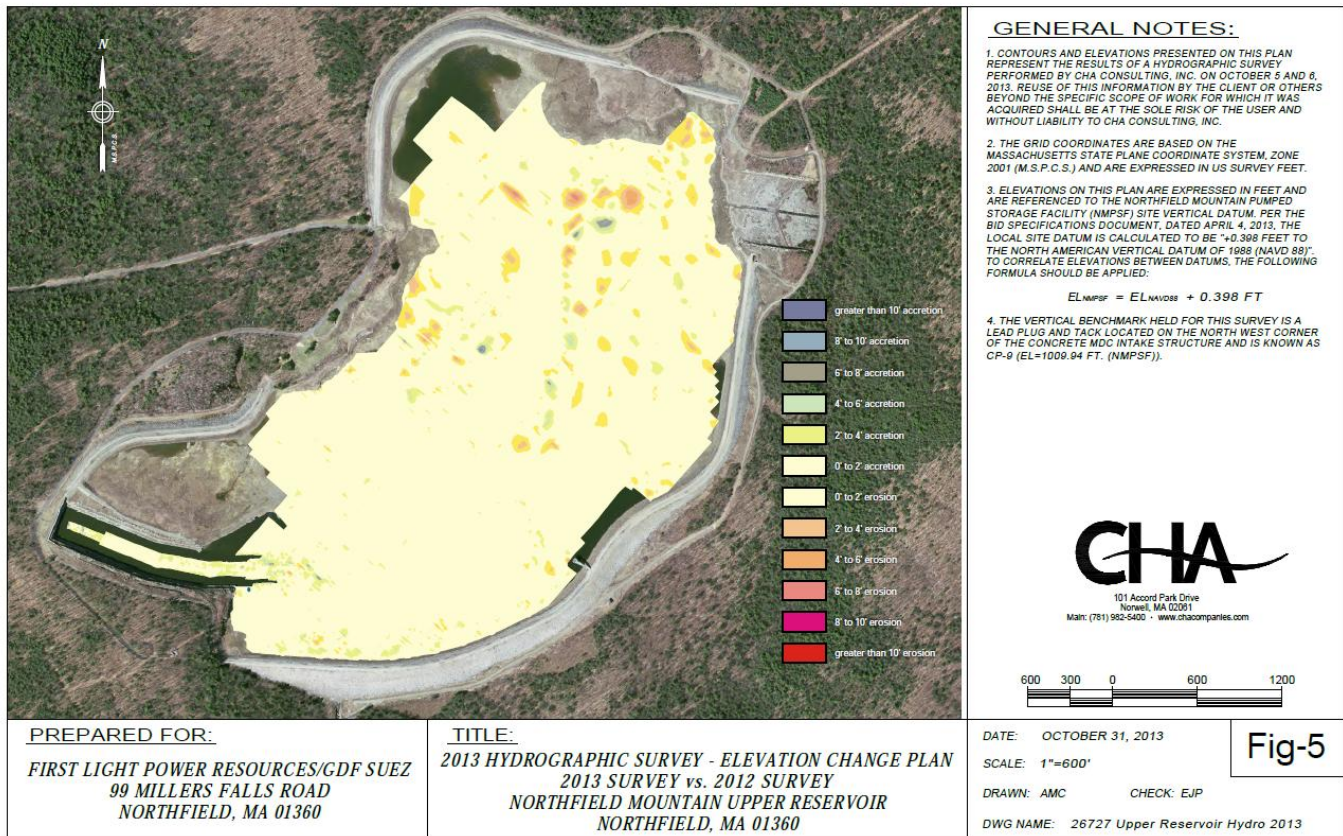 N
M.S.P.C.S.
greater than 10' accretion
8' to 10' accretion
6' to 8' accretion
4' to 6' accretion
2' to 4' accretion
0' to 2' accretion
0' to 2' erosion
2' to 4' erosion
4' to 6' erosion
6' to 8' erosion
8' to 10' erosion
greater than 10' erosion
GENERAL NOTES:
1. CONTOURS AND ELEVATIONS PRESENTED ON THIS PLAN
REPRESENT THE RESULTS OF A HYDROGRAPHIC SURVEY
PERFORMED BY CHA CONSULTING, INC. ON OCTOBER 5 AND 6,
2013. REUSE OF THIS INFORMATION BY THE CLIENT OR OTHERS
BEYOND THE SPECIFIC SCOPE OF WORK FOR WHICH IT WAS
ACQUIRED SHALL BE AT THE SOLE RISK OF THE USER AND
WITHOUT LIABILITY TO CHA CONSULTING, INC.
2. THE GRID COORDINATES ARE BASED ON THE
MASSACHUSETTS STATE PLANE COORDINATE SYSTEM, ZONE
2001 (M.S.P.C.S.) AND ARE EXPRESSED IN US SURVEY FEET.
3. ELEVATIONS ON THIS PLAN ARE EXPRESSED IN FEET AND
ARE REFERENCED TO THE NORTHFIELD MOUNTAIN PUMPED
STORAGE FACILITY (NMPSF) SITE VERTICAL DATUM. PER THE
BID SPECIFICATIONS DOCUMENT, DATED APRIL 4, 2013, THE
LOCAL SITE DATUM IS CALCULATED TO BE "+0.398 FEET TO
THE NORTH AMERICAN VERTICAL DATUM OF 1988 (NAVD 88)".
TO CORRELATE ELEVATIONS BETWEEN DATUMS, THE FOLLOWING
FORMULA SHOULD BE APPLIED:
ELNMPSF = ELNAVD88 + 0.398 FT
4. THE VERTICAL BENCHMARK HELD FOR THIS SURVEY IS A
LEAD PLUG AND TACK LOCATED ON THE NORTH WEST CORNER
OF THE CONCRETE MDC INTAKE STRUCTURE AND IS KNOWN AS
CP-9 (EL=1009.94 FT. (NMPSF)).
CHA
101 Accord Park Drive
Norwell, MA 02061
Main: (781) 982-5400 · www.chacompanies.com
600 300 0 600 1200
PREPARED FOR:
FIRST LIGHT POWER RESOURCES/GDF SUEZ
99 MILLERS FALLS ROAD
NORTHFIELD, MA 01360
TITLE:
2013 HYDROGRAPHIC SURVEY - ELEVATION CHANGE PLAN
2013 SURVEY vs. 2012 SURVEY
NORTHFIELD MOUNTAIN UPPER RESERVOIR
NORTHFIELD, MA 01360
DATE: OCTOBER 31, 2013
SCALE: 1"=600'
DRAWN: AMC CHECK: EJP
DWG NAME: 26727 Upper Reservoir Hydro 2013
Fig-5